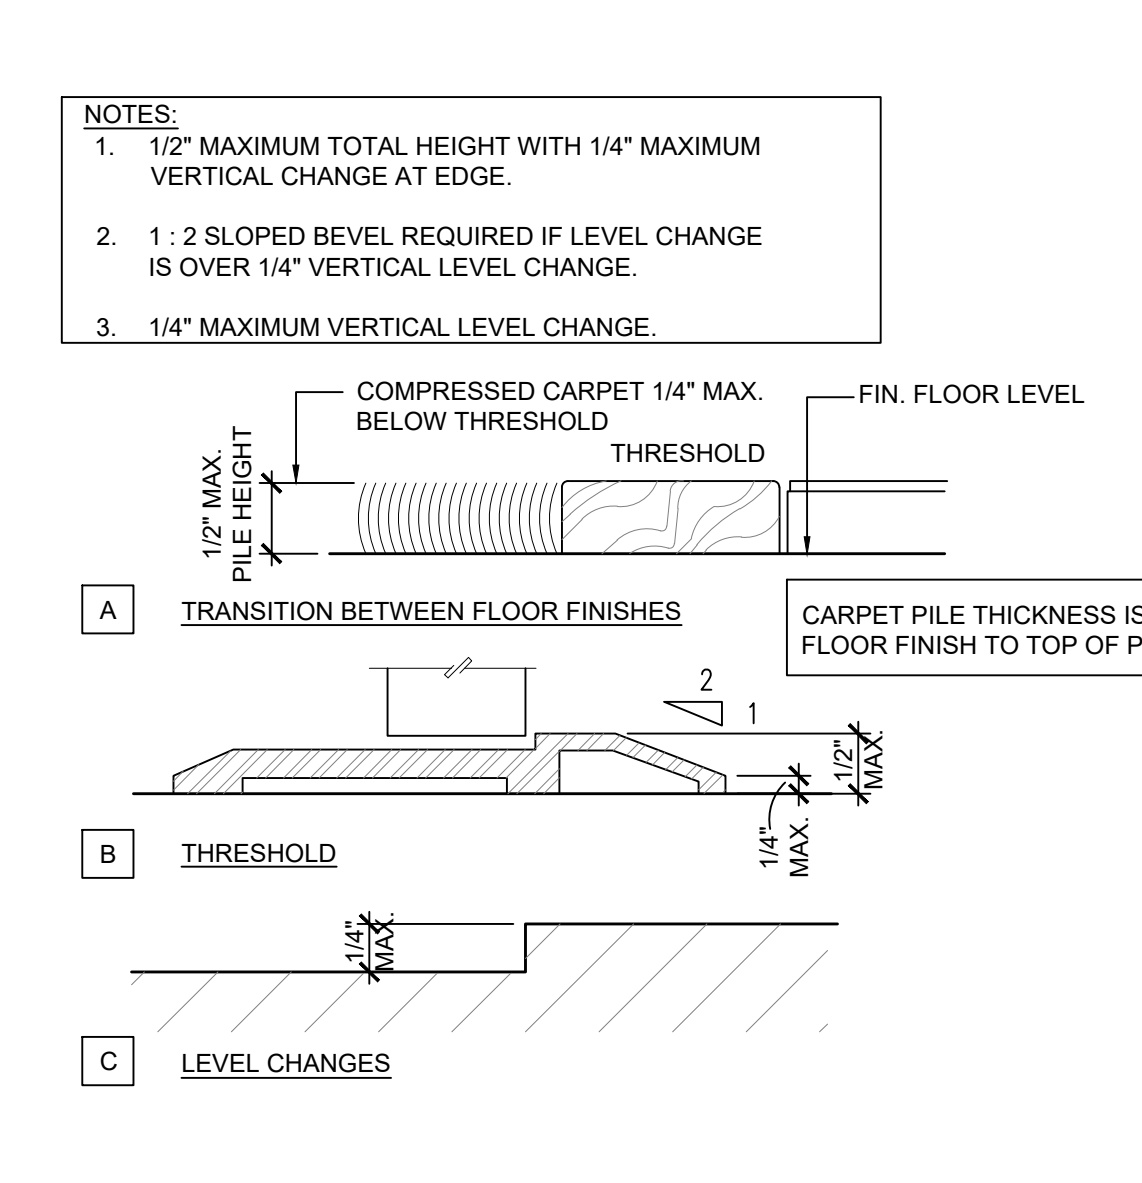 NOTES:
1. 1/2" MAXIMUM TOTAL HEIGHT WITH 1/4" MAXIMUM
VERTICAL CHANGE AT EDGE.
2. 1 : 2 SLOPED BEVEL REQUIRED IF LEVEL CHANGE
IS OVER 1/4" VERTICAL LEVEL CHANGE.
3. 1/4" MAXIMUM VERTICAL LEVEL CHANGE.
COMPRESSED CARPET 1/4" MAX.
BELOW THRESHOLD
FIN. FLOOR LEVEL
THRESHOLD
1/2" MAX.
PILE HEIGHT
A TRANSITION BETWEEN FLOOR FINISHES
CARPET PILE THICKNESS IS
FLOOR FINISH TO TOP OF P
2
1
1/2"
MAX.
1/4"
MAX.
B THRESHOLD
1/4"
MAX.
C LEVEL CHANGES